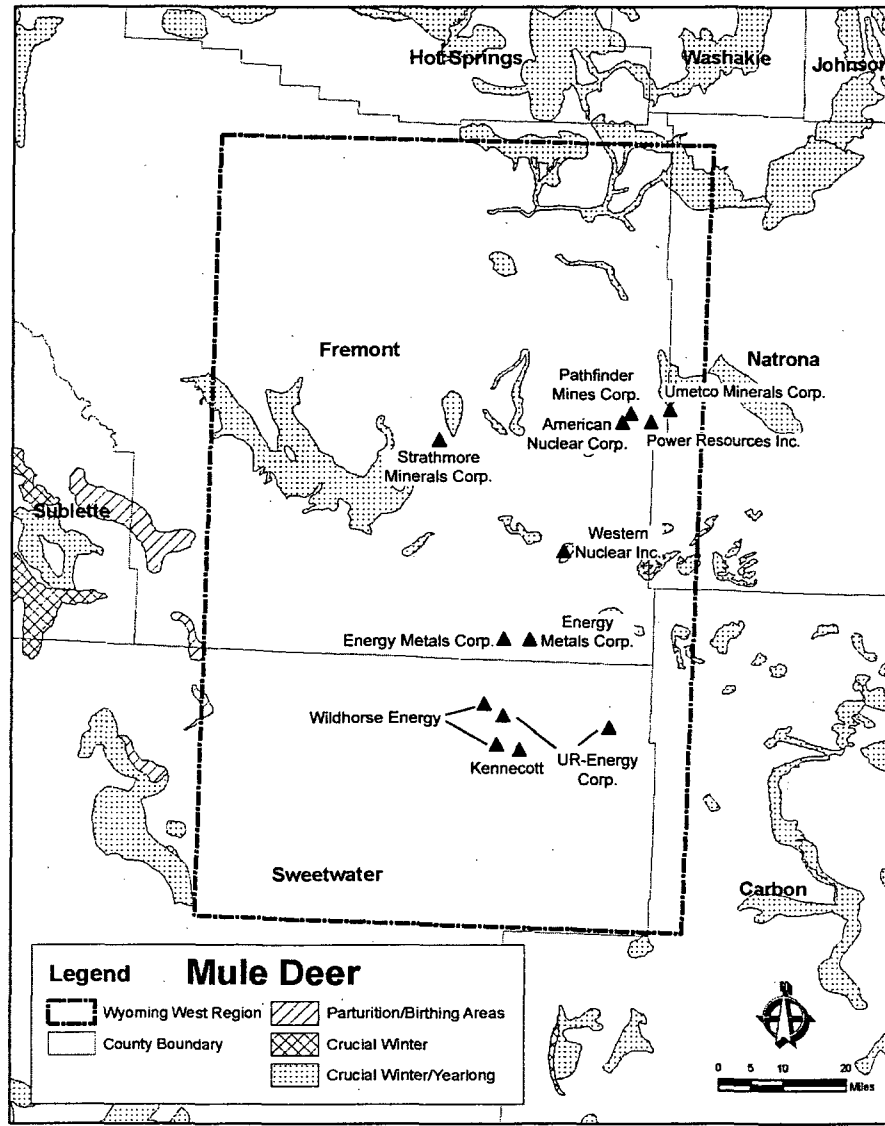 Hot Springs
Washakie
Johnson
Fremont
Natrona
Pathfinder
Mines Corp.
Umetco Minerals Corp.
American
Nuclear Corp.
Power Resources Inc.
Strathmore
Minerals Corp.
Sublette
Western
Nuclear Inc.
Energy Metals Corp.
Energy
Metals Corp.
Wildhorse Energy
Kennecott
UR-Energy
Corp.
Sweetwater
Carbon
Legend
Mule Deer
Wyoming West Region
Parturition/Birthing Areas
County Boundary
Crucial Winter
Crucial Winter/Yearlong
0 5 10 20
Miles